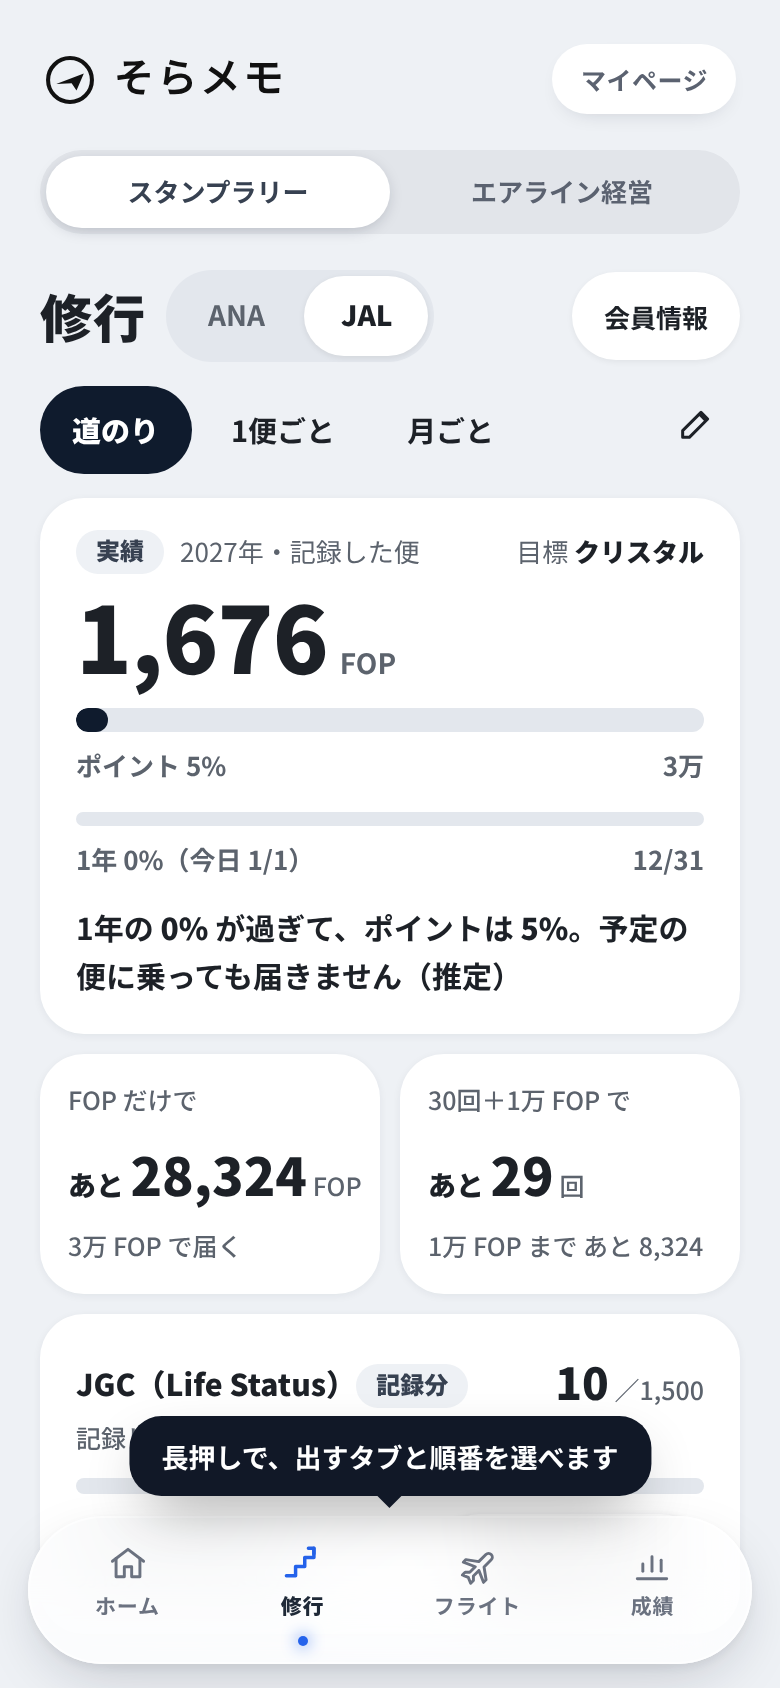 そらメモ
マイページ
スタンプラリー
エアライン経営
修行
ANA
JAL
会員情報
道のり
1便ごと
月ごと
実績
2027年・記録した便
目標 クリスタル
1,676 FOP
ポイント 5%
3万
1年 0%（今日 1/1）
12/31
1年の 0% が過ぎて、ポイントは 5%。予定の
便に乗っても届きません（推定）
FOP だけで
あと 28,324 FOP
3万 FOP で届く
30回＋1万 FOP で
あと 29 回
1万 FOP まで あと 8,324
JGC（Life Status）
記録分
10 ／1,500
記録
長押しで、出すタブと順番を選べます
ホーム
修行
フライト
成績